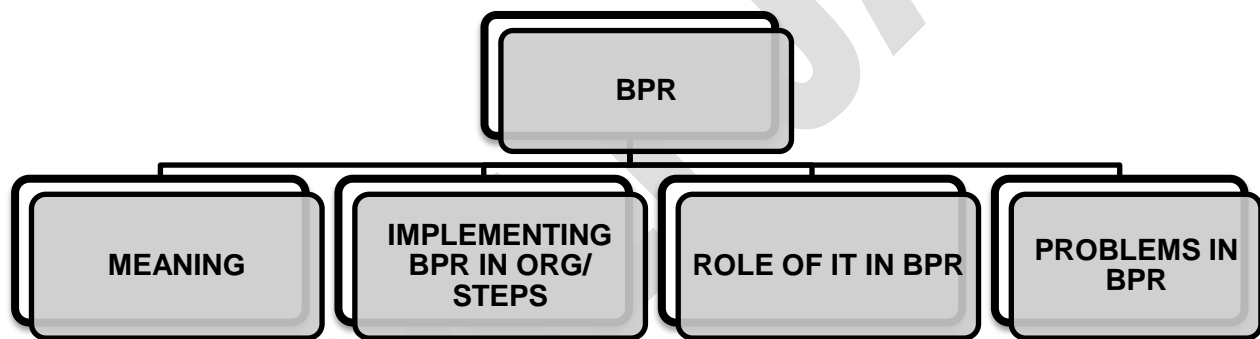 BPR
MEANING
IMPLEMENTING
BPR IN ORG/
STEPS
ROLE OF IT IN BPR
PROBLEMS IN
BPR